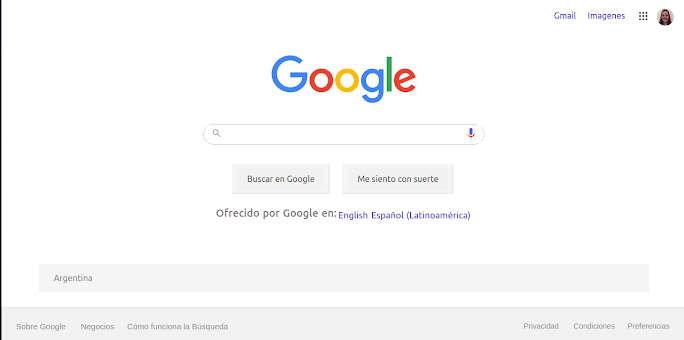 Gmail Imagenes
Google
Buscar en Google Me siento con suerte
Ofrecido por Google en: English Español (Latinoamérica)
Argentina
Sobre Google Negocios Cómo funciona la Búsqueda Privacidad Condiciones Preferencias